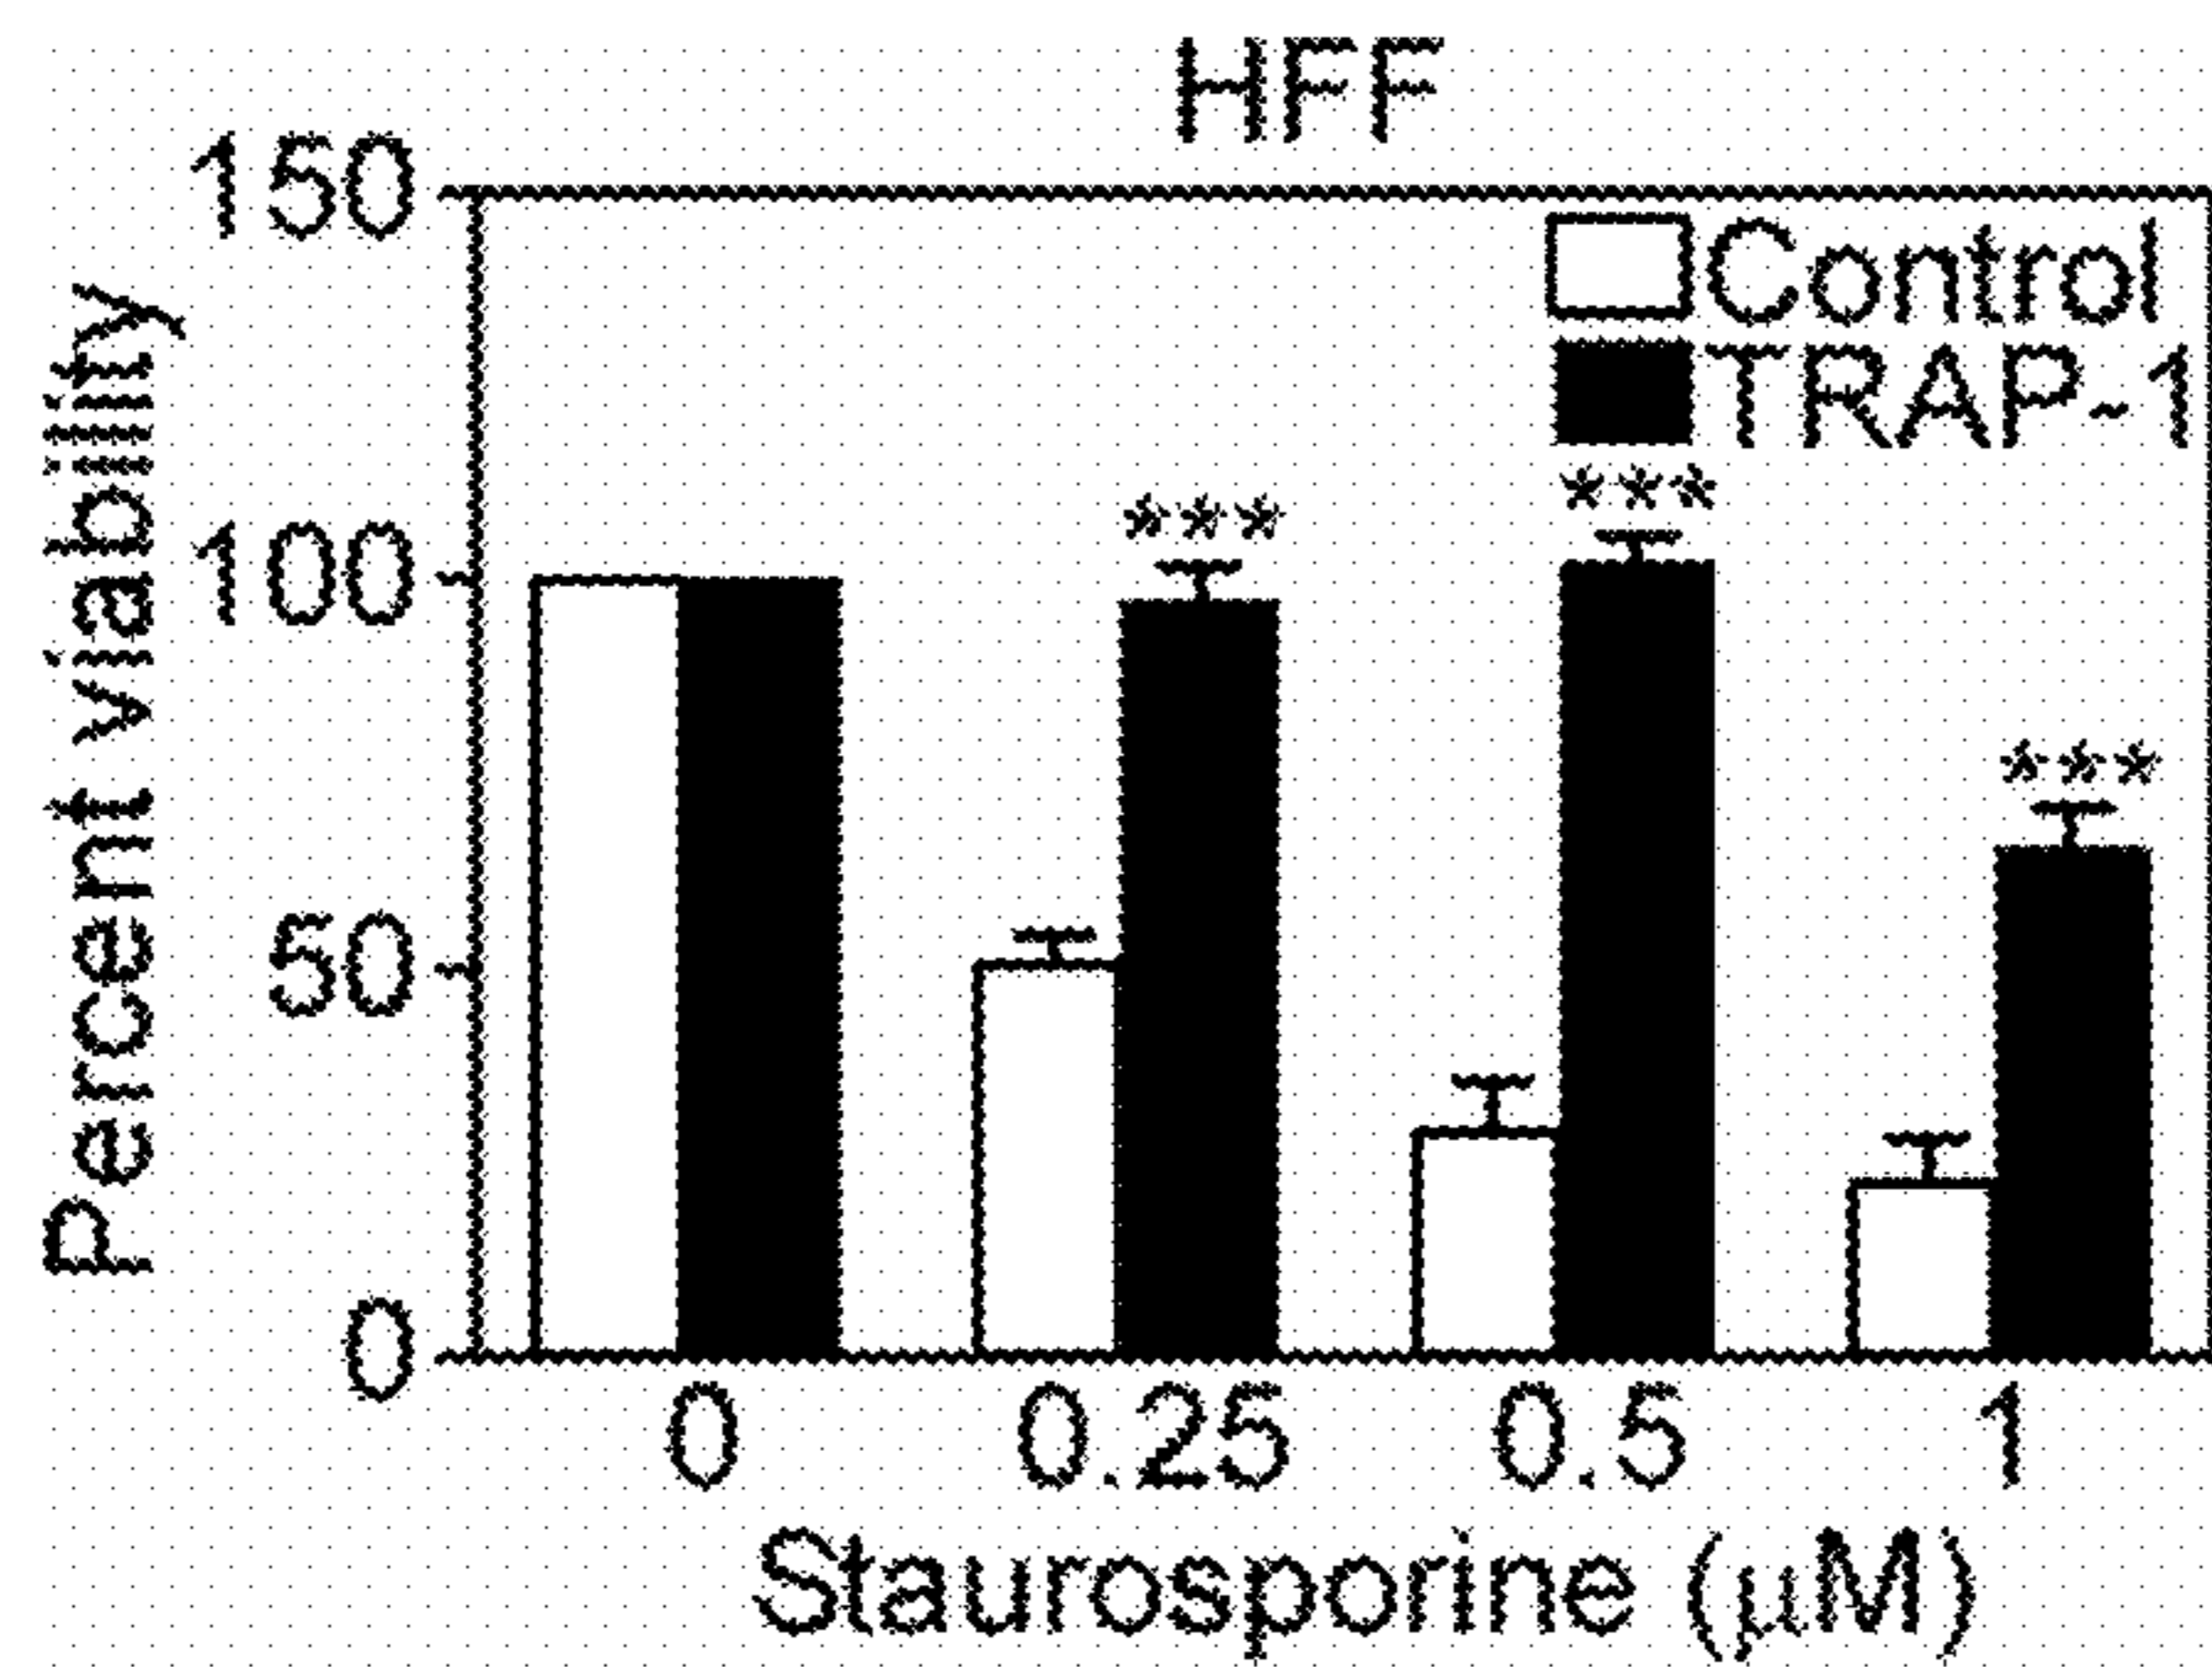 HFF
150
Control
TRAP-1
***
***
100
***
50
0
Percent viability
0 0.25 0.5 1
Staurosporine (μM)